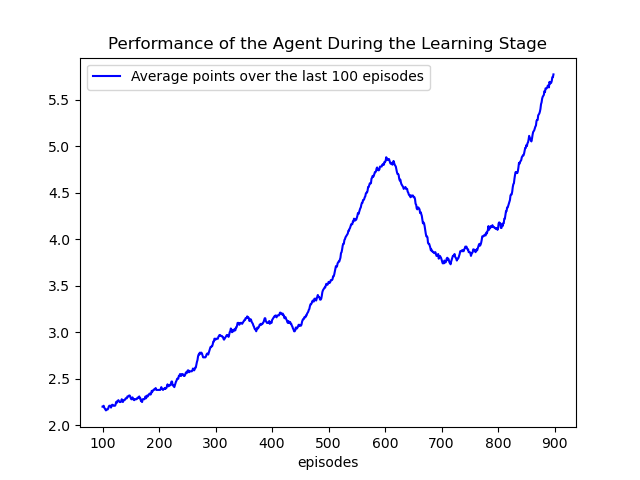 Performance of the Agent During the Learning Stage
Average points over the last 100 episodes
5.5
5.0
4.5
4.0
3.5
3.0
2.5
2.0
100 200 300 400 500 600 700 800 900
episodes